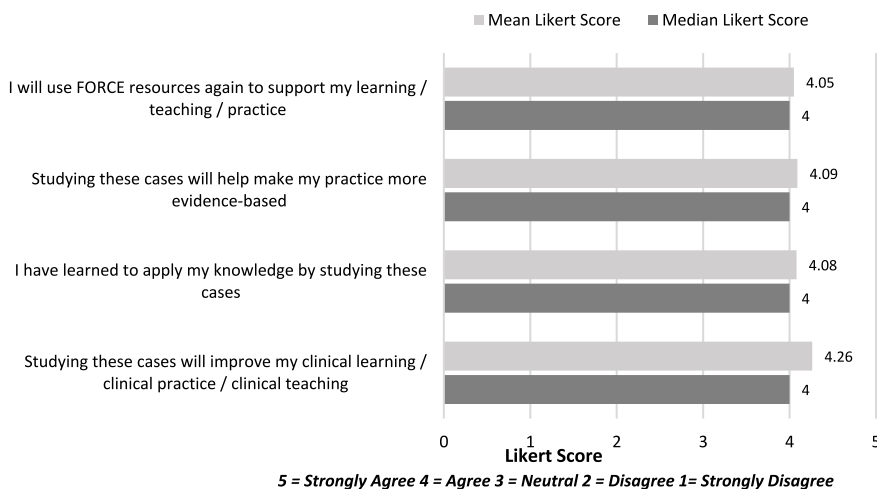 Mean Likert Score Median Likert Score
I will use FORCE resources again to support my learning /
teaching / practice
4.05
4
Studying these cases will help make my practice more
evidence-based
4.09
4
I have learned to apply my knowledge by studying these
cases
4.08
4
Studying these cases will improve my clinical learning /
clinical practice / clinical teaching
4.26
4
0 1 2 3 4 5
Likert Score
5 = Strongly Agree 4 = Agree 3 = Neutral 2 = Disagree 1= Strongly Disagree